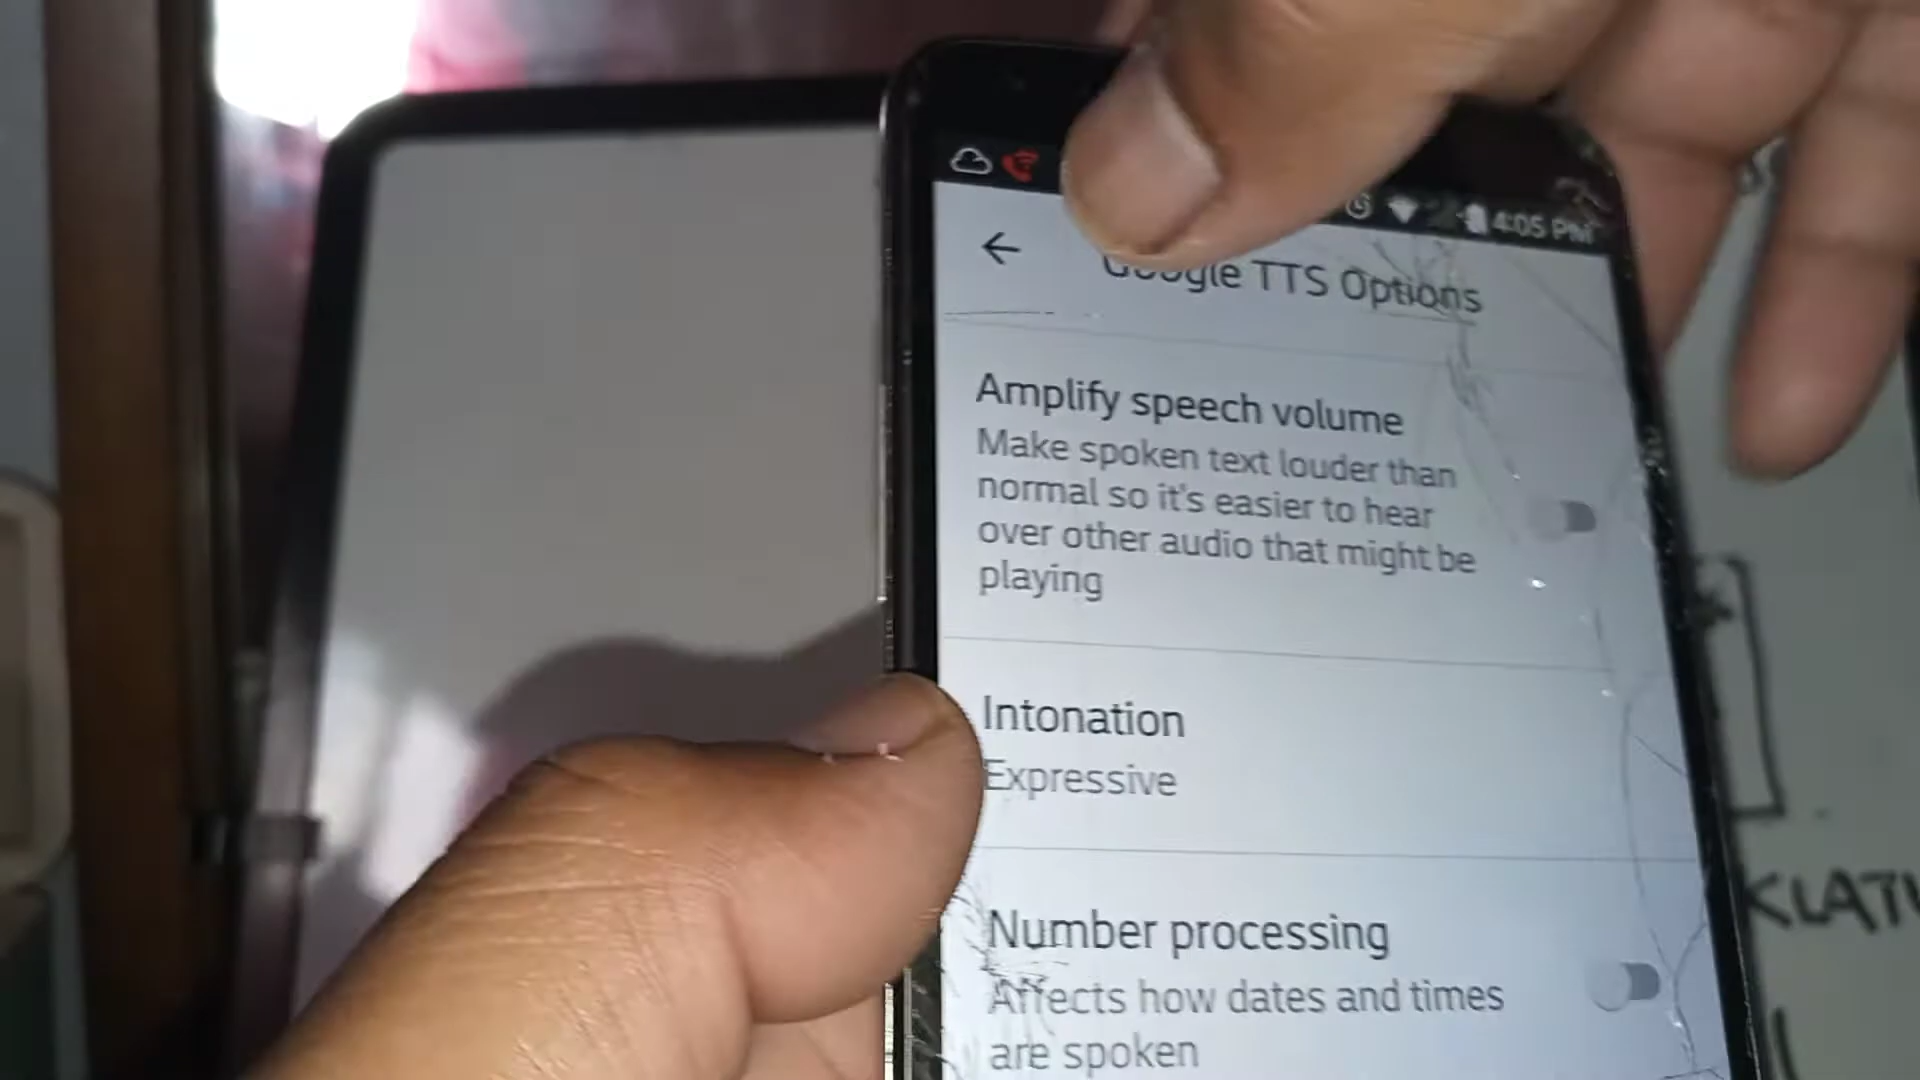 4:05 PM
Google TTS Options
Amplify speech volume
Make spoken text louder than
normal so it's easier to hear
over other audio that might be
playing
Intonation
Expressive
Number processing
Affects how dates and times
are spoken